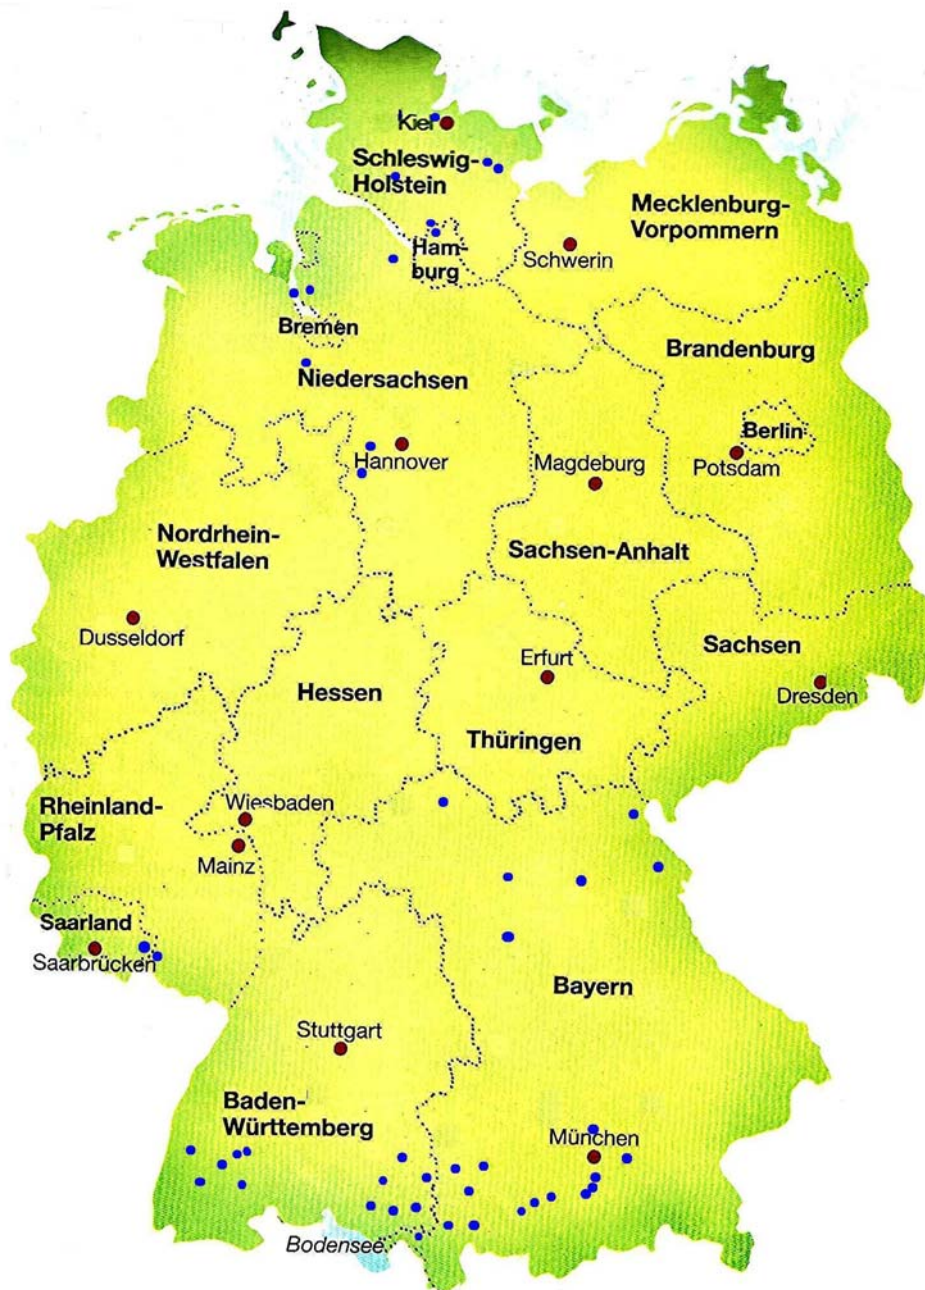 Kiel
Schleswig-
Holstein
Mecklenburg-
Vorpommern
Ham-
burg
Schwerin
Bremen
Brandenburg
Niedersachsen
Berlin
Hannover
Magdeburg
Potsdam
Nordrhein-
Westfalen
Sachsen-Anhalt
Dusseldorf
Sachsen
Erfurt
Hessen
Dresden
Thüringen
Rheinland-
Pfalz
Wiesbaden
Mainz
Saarland
Saarbrücken
Bayern
Stuttgart
Baden-
Württemberg
München
Bodensee